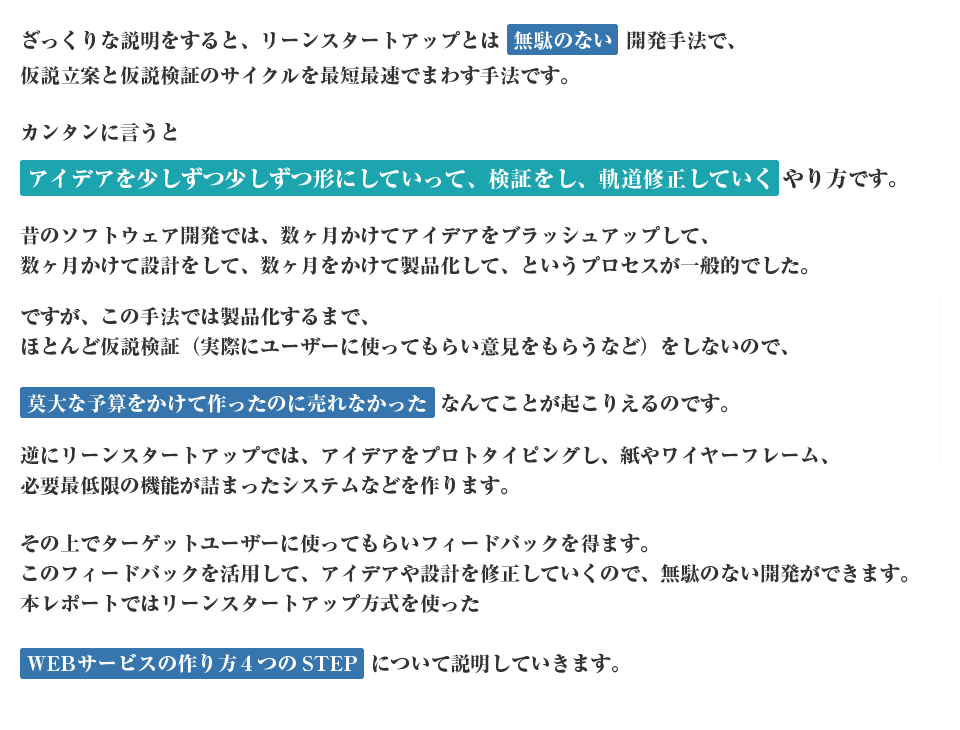 ざっくりな説明をすると、リーンスタートアップとは 無駄のない 開発手法で、
仮説立案と仮説検証のサイクルを最短最速でまわす手法です。
カンタンに言うと
アイデアを少しずつ少しずつ形にしていって、検証をし、軌道修正していく やり方です。
昔のソフトウェア開発では、数ヶ月かけてアイデアをブラッシュアップして、
数ヶ月かけて設計をして、数ヶ月をかけて製品化して、というプロセスが一般的でした。
ですが、この手法では製品化するまで、
ほとんど仮説検証（実際にユーザーに使ってもらい意見をもらうなど）をしないので、
莫大な予算をかけて作ったのに売れなかった なんてことが起こりえるのです。
逆にリーンスタートアップでは、アイデアをプロトタイピングし、紙やワイヤーフレーム、
必要最低限の機能が詰まったシステムなどを作ります。
その上でターゲットユーザーに使ってもらいフィードバックを得ます。
このフィードバックを活用して、アイデアや設計を修正していくので、無駄のない開発ができます。
本レポートではリーンスタートアップ方式を使った
WEBサービスの作り方４つの STEP について説明していきます。